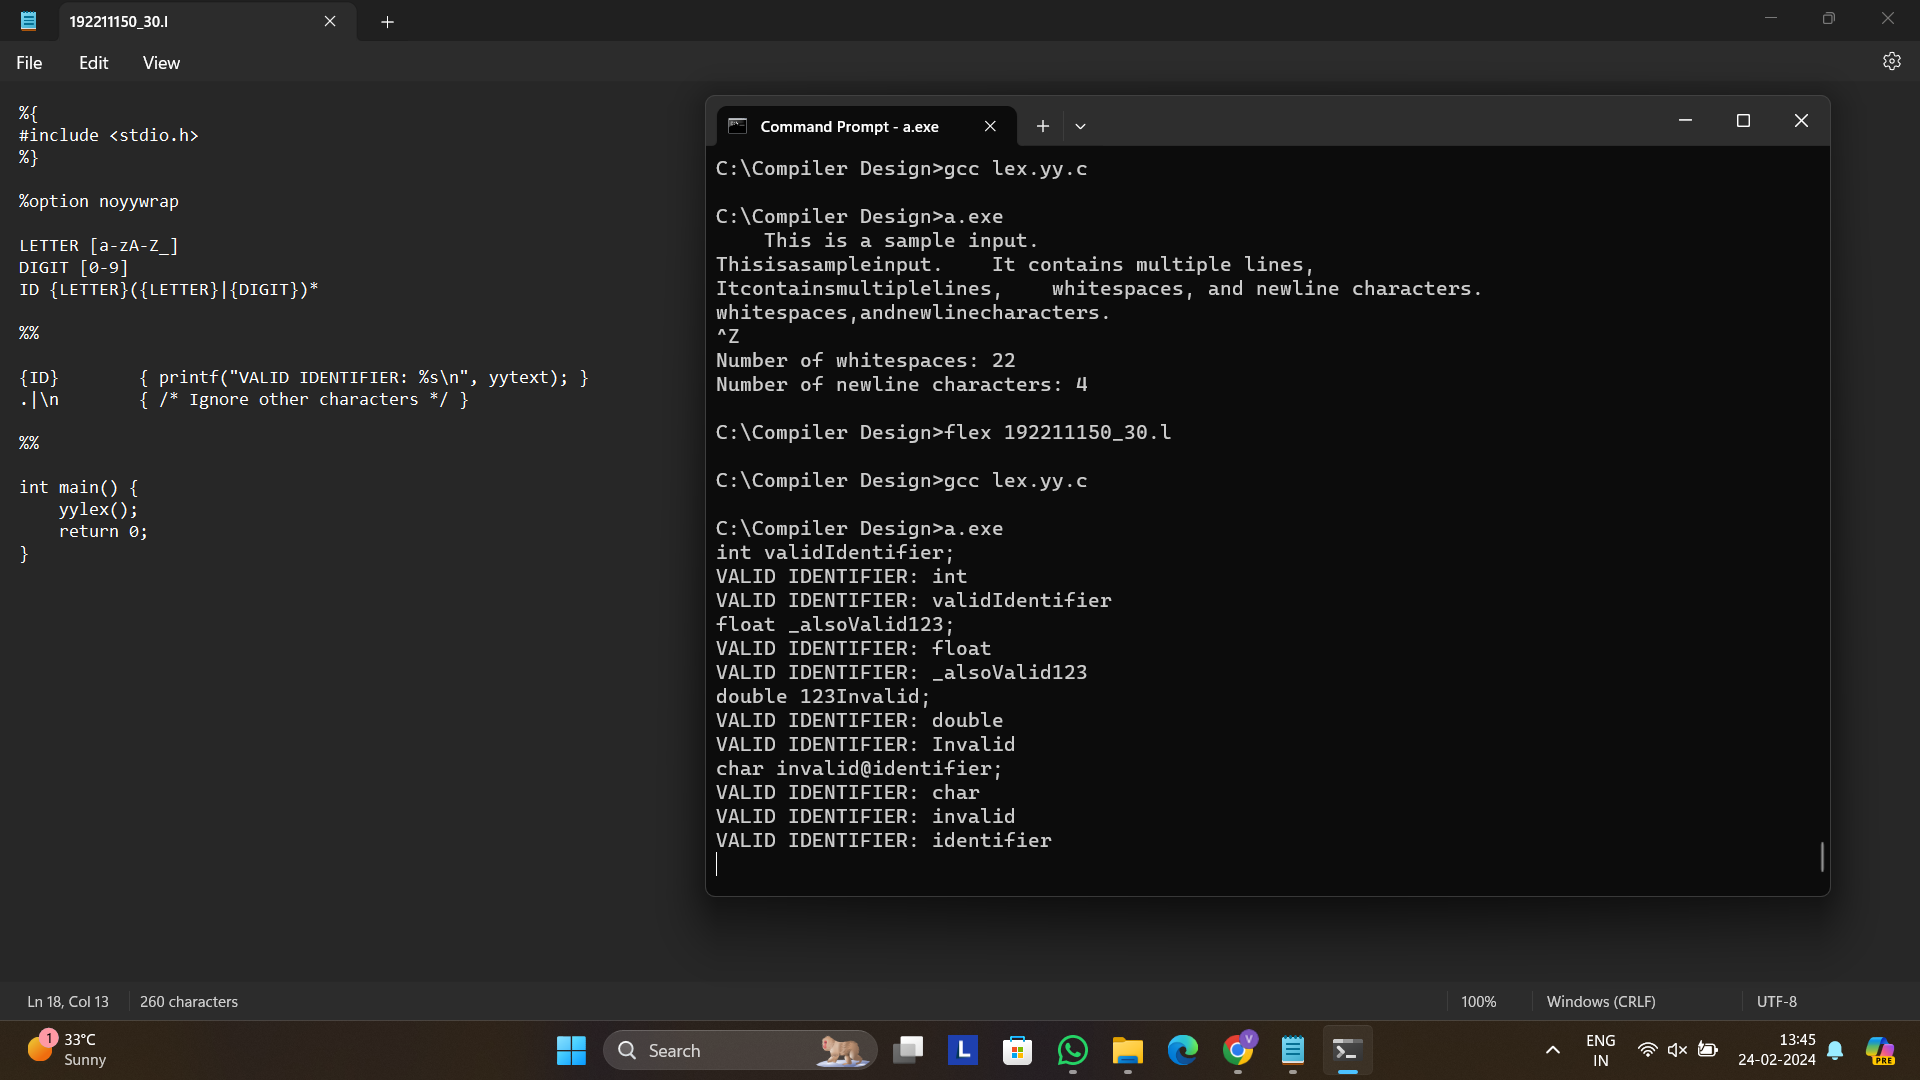 192211150_30.l
File Edit View
%{
#include <stdio.h>
%}
%option noyywrap
LETTER [a-zA-Z_]
DIGIT [0-9]
ID {LETTER}({LETTER}|{DIGIT})*
%%
{ID}        { printf("VALID IDENTIFIER: %s\n", yytext); }
.|\n        { /* Ignore other characters */ }
%%
int main() {
    yylex();
    return 0;
}
Command Prompt - a.exe
C:\Compiler Design>gcc lex.yy.c
C:\Compiler Design>a.exe
    This is a sample input.
Thisisasampleinput.    It contains multiple lines,
Itcontainsmultiplelines,    whitespaces, and newline characters.
whitespaces,andnewlinecharacters.
^Z
Number of whitespaces: 22
Number of newline characters: 4
C:\Compiler Design>flex 192211150_30.l
C:\Compiler Design>gcc lex.yy.c
C:\Compiler Design>a.exe
int validIdentifier;
VALID IDENTIFIER: int
VALID IDENTIFIER: validIdentifier
float _alsoValid123;
VALID IDENTIFIER: float
VALID IDENTIFIER: _alsoValid123
double 123Invalid;
VALID IDENTIFIER: double
VALID IDENTIFIER: Invalid
char invalid@identifier;
VALID IDENTIFIER: char
VALID IDENTIFIER: invalid
VALID IDENTIFIER: identifier
Ln 18, Col 13 260 characters 100% Windows (CRLF) UTF-8
1
33°C
Sunny
Search
L
V
ENG
IN
13:45
24-02-2024
PRE